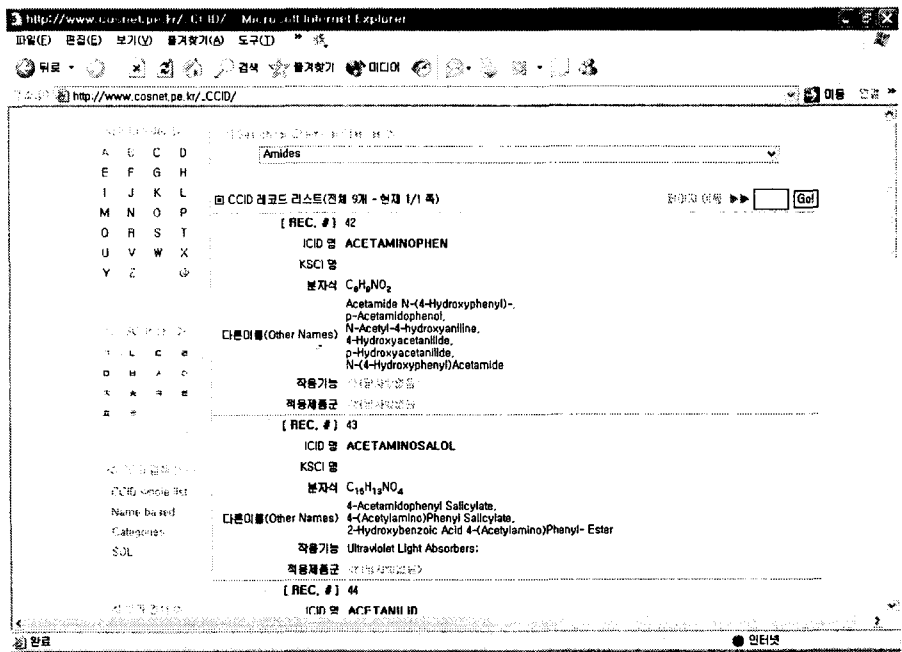 http://www.cosnet.pe.kr/_CCID/ - Microsoft Internet Explorer
파일(F) 편집(E) 보기(V) 즐겨찾기(A) 도구(T) »
뒤로 검색 즐겨찾기 미디어
http://www.cosnet.pe.kr/_CCID/ 이동 연결 »
A B C D
E F G H
I J K L
M N O P
Q R S T
U V W X
Y Z
ㄱ ㄴ ㄷ ㄹ
ㅁ ㅂ ㅅ ㅇ
ㅈ ㅊ ㅋ ㅌ
ㅍ ㅎ
CCID whole list
Name based
Categories
Amides
CCID 레코드 리스트(전체 9개 - 현재 1/1 쪽) 페이지 이동 ▶▶ Go!
[ REC. # ] 42
ICID 명 ACETAMINOPHEN
KSCI 명
분자식 C₈H₉NO₂
Acetamide N-(4-Hydroxyphenyl)-,
p-Acetamidophenol,
N-Acetyl-4-hydroxyaniline,
다른이름(Other Names) 4-Hydroxyacetanilide,
p-Hydroxyacetanilide,
N-(4-Hydroxyphenyl)Acetamide
작용기능
적용제품군
[ REC. # ] 43
ICID 명 ACETAMINOSALOL
KSCI 명
분자식 C₁₅H₁₃NO₄
4-Acetamidophenyl Salicylate,
다른이름(Other Names) 4-(Acetylamino)Phenyl Salicylate,
2-Hydroxybenzoic Acid 4-(Acetylamino)Phenyl- Ester
작용기능 Ultraviolet Light Absorbers;
적용제품군
[ REC. # ] 44
ICID 명 ACETANILID
완료 인터넷